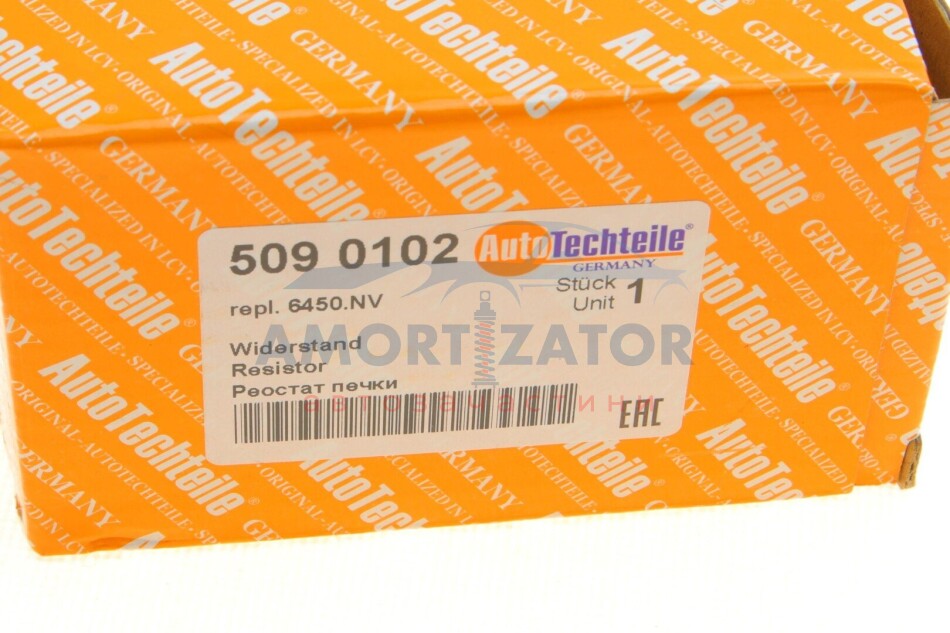 509 0102 AutoTechteile®
GERMANY
repl. 6450.NV
Stück 1
Unit
Widerstand
Resistor
Реостат печки
EAC
AMORTIZATOR
автозапчастини
AutoTechteile®
GERMANY
AUTOTECHTEILE · SPECIALIZED IN LCV · ORIGINAL